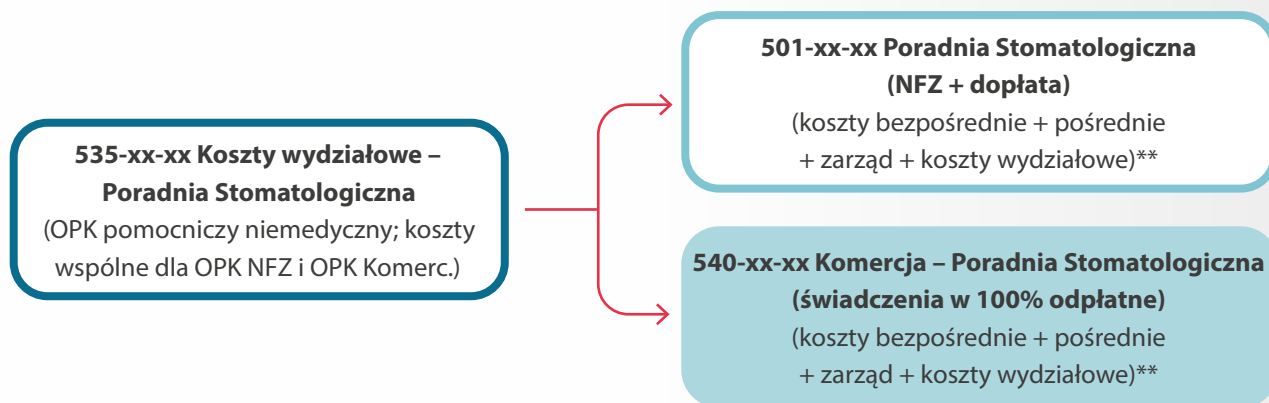 535-xx-xx Koszty wydziałowe –
Poradnia Stomatologiczna
(OPK pomocniczy niemedyczny; koszty
wspólne dla OPK NFZ i OPK Komerc.)
501-xx-xx Poradnia Stomatologiczna
(NFZ + dopłata)
(koszty bezpośrednie + pośrednie
+ zarząd + koszty wydziałowe)**
540-xx-xx Komercja – Poradnia Stomatologiczna
(świadczenia w 100% odpłatne)
(koszty bezpośrednie + pośrednie
+ zarząd + koszty wydziałowe)**